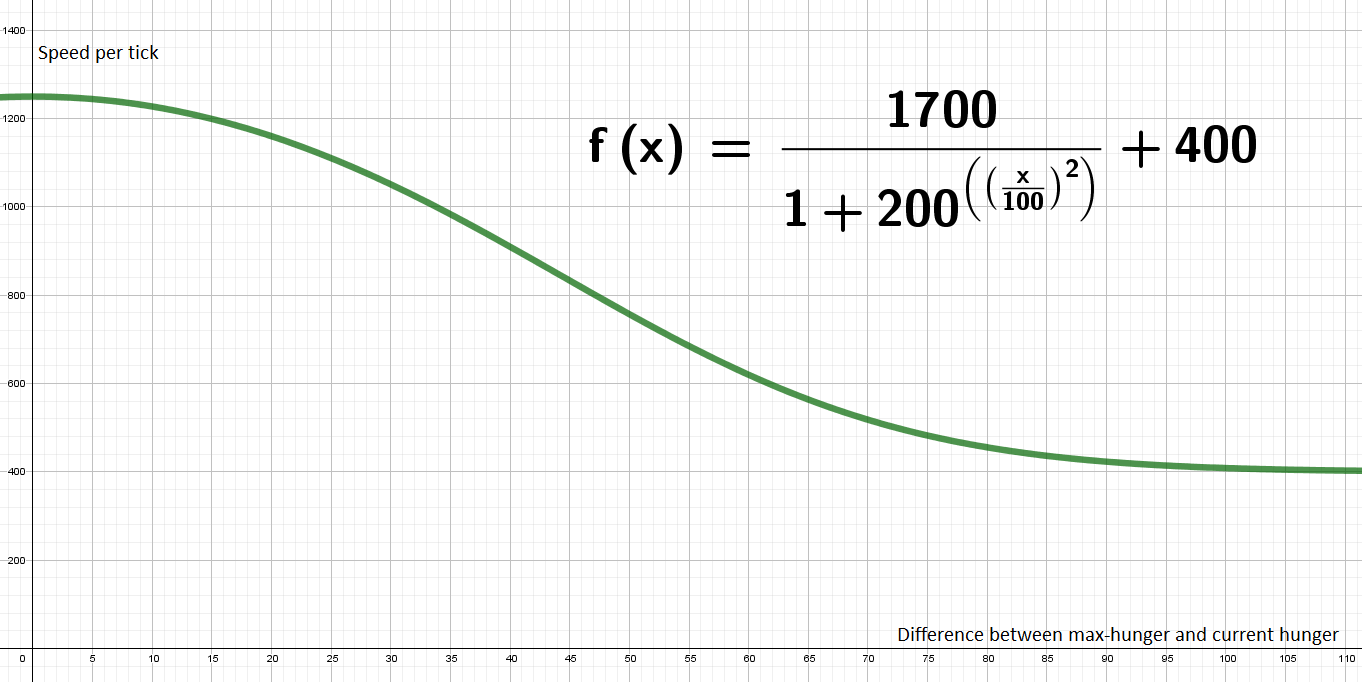 1400
Speed per tick
1200
1000
800
600
400
200
f (x) = 1700 / (1 + 200^((x/100)^2)) + 400
Difference between max-hunger and current hunger
0 5 10 15 20 25 30 35 40 45 50 55 60 65 70 75 80 85 90 95 100 105 110